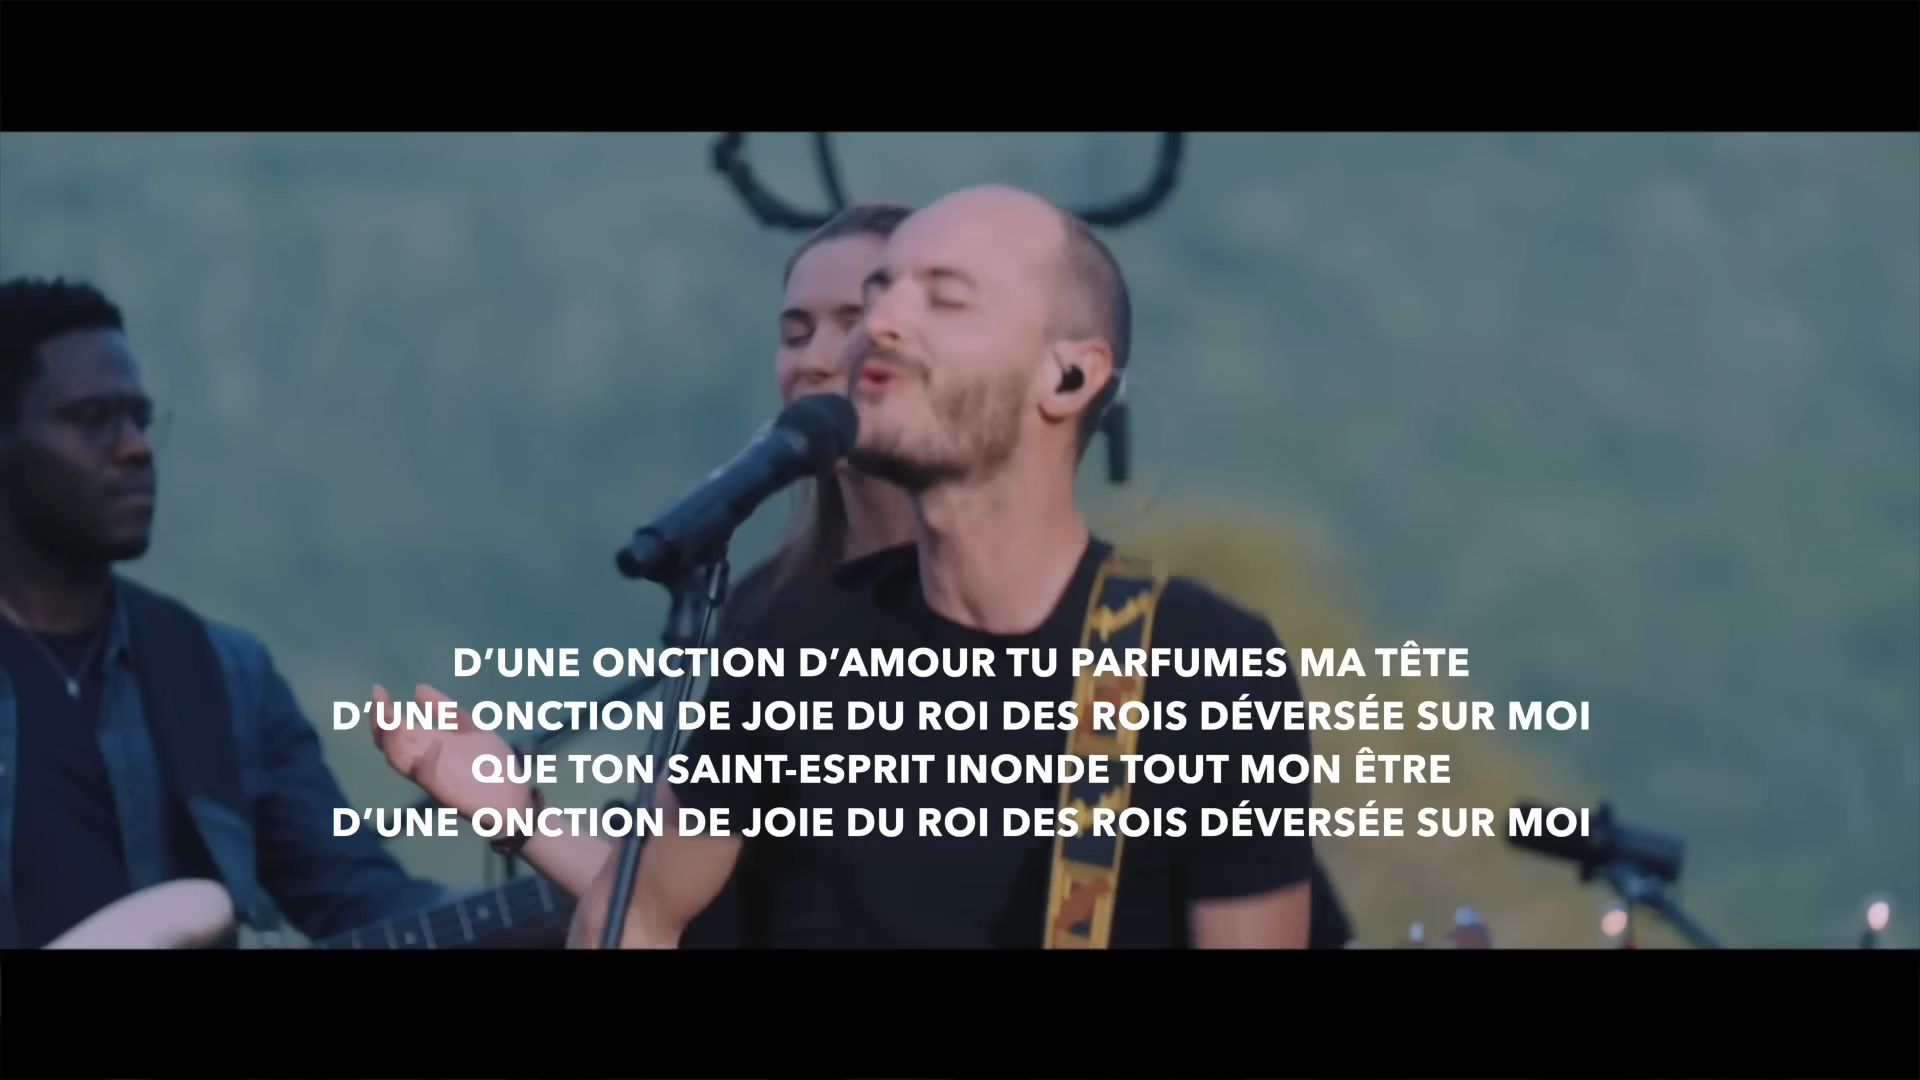 D’UNE ONCTION D’AMOUR TU PARFUMES MA TÊTE
D’UNE ONCTION DE JOIE DU ROI DES ROIS DÉVERSÉE SUR MOI
QUE TON SAINT-ESPRIT INONDE TOUT MON ÊTRE
D’UNE ONCTION DE JOIE DU ROI DES ROIS DÉVERSÉE SUR MOI